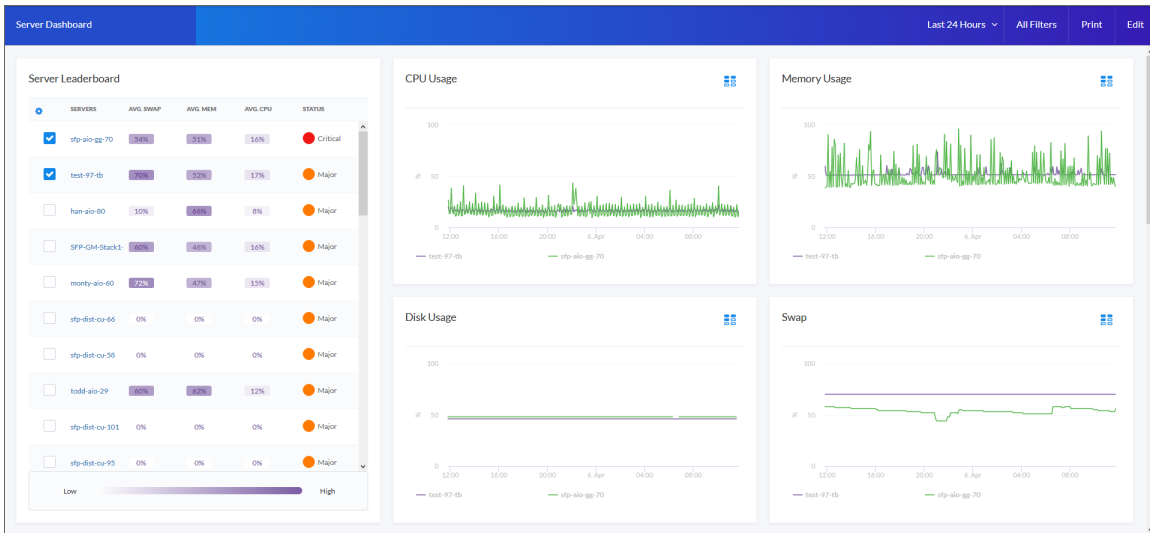 Server Dashboard
Last 24 Hours All Filters Print Edit
Server Leaderboard
SERVERS AVG. SWAP AVG. MEM AVG. CPU STATUS
sfp-aio-gg-70 54% 51% 16% Critical
test-97-tb 70% 52% 17% Major
han-aio-80 10% 66% 8% Major
SFP-GM-Stack1- 60% 46% 16% Major
monty-aio-60 72% 47% 15% Major
sfp-dist-cu-66 0% 0% 0% Major
sfp-dist-cu-58 0% 0% 0% Major
todd-aio-29 60% 62% 12% Major
sfp-dist-cu-101 0% 0% 0% Major
sfp-dist-cu-95 0% 0% 0% Major
Low High
CPU Usage
100
%
50
0
12:00 16:00 20:00 6. Apr 04:00 08:00
test-97-tb sfp-aio-gg-70
Memory Usage
100
%
50
0
12:00 16:00 20:00 6. Apr 04:00 08:00
test-97-tb sfp-aio-gg-70
Disk Usage
100
%
50
0
12:00 16:00 20:00 6. Apr 04:00 08:00
test-97-tb sfp-aio-gg-70
Swap
100
%
50
0
12:00 16:00 20:00 6. Apr 04:00 08:00
test-97-tb sfp-aio-gg-70